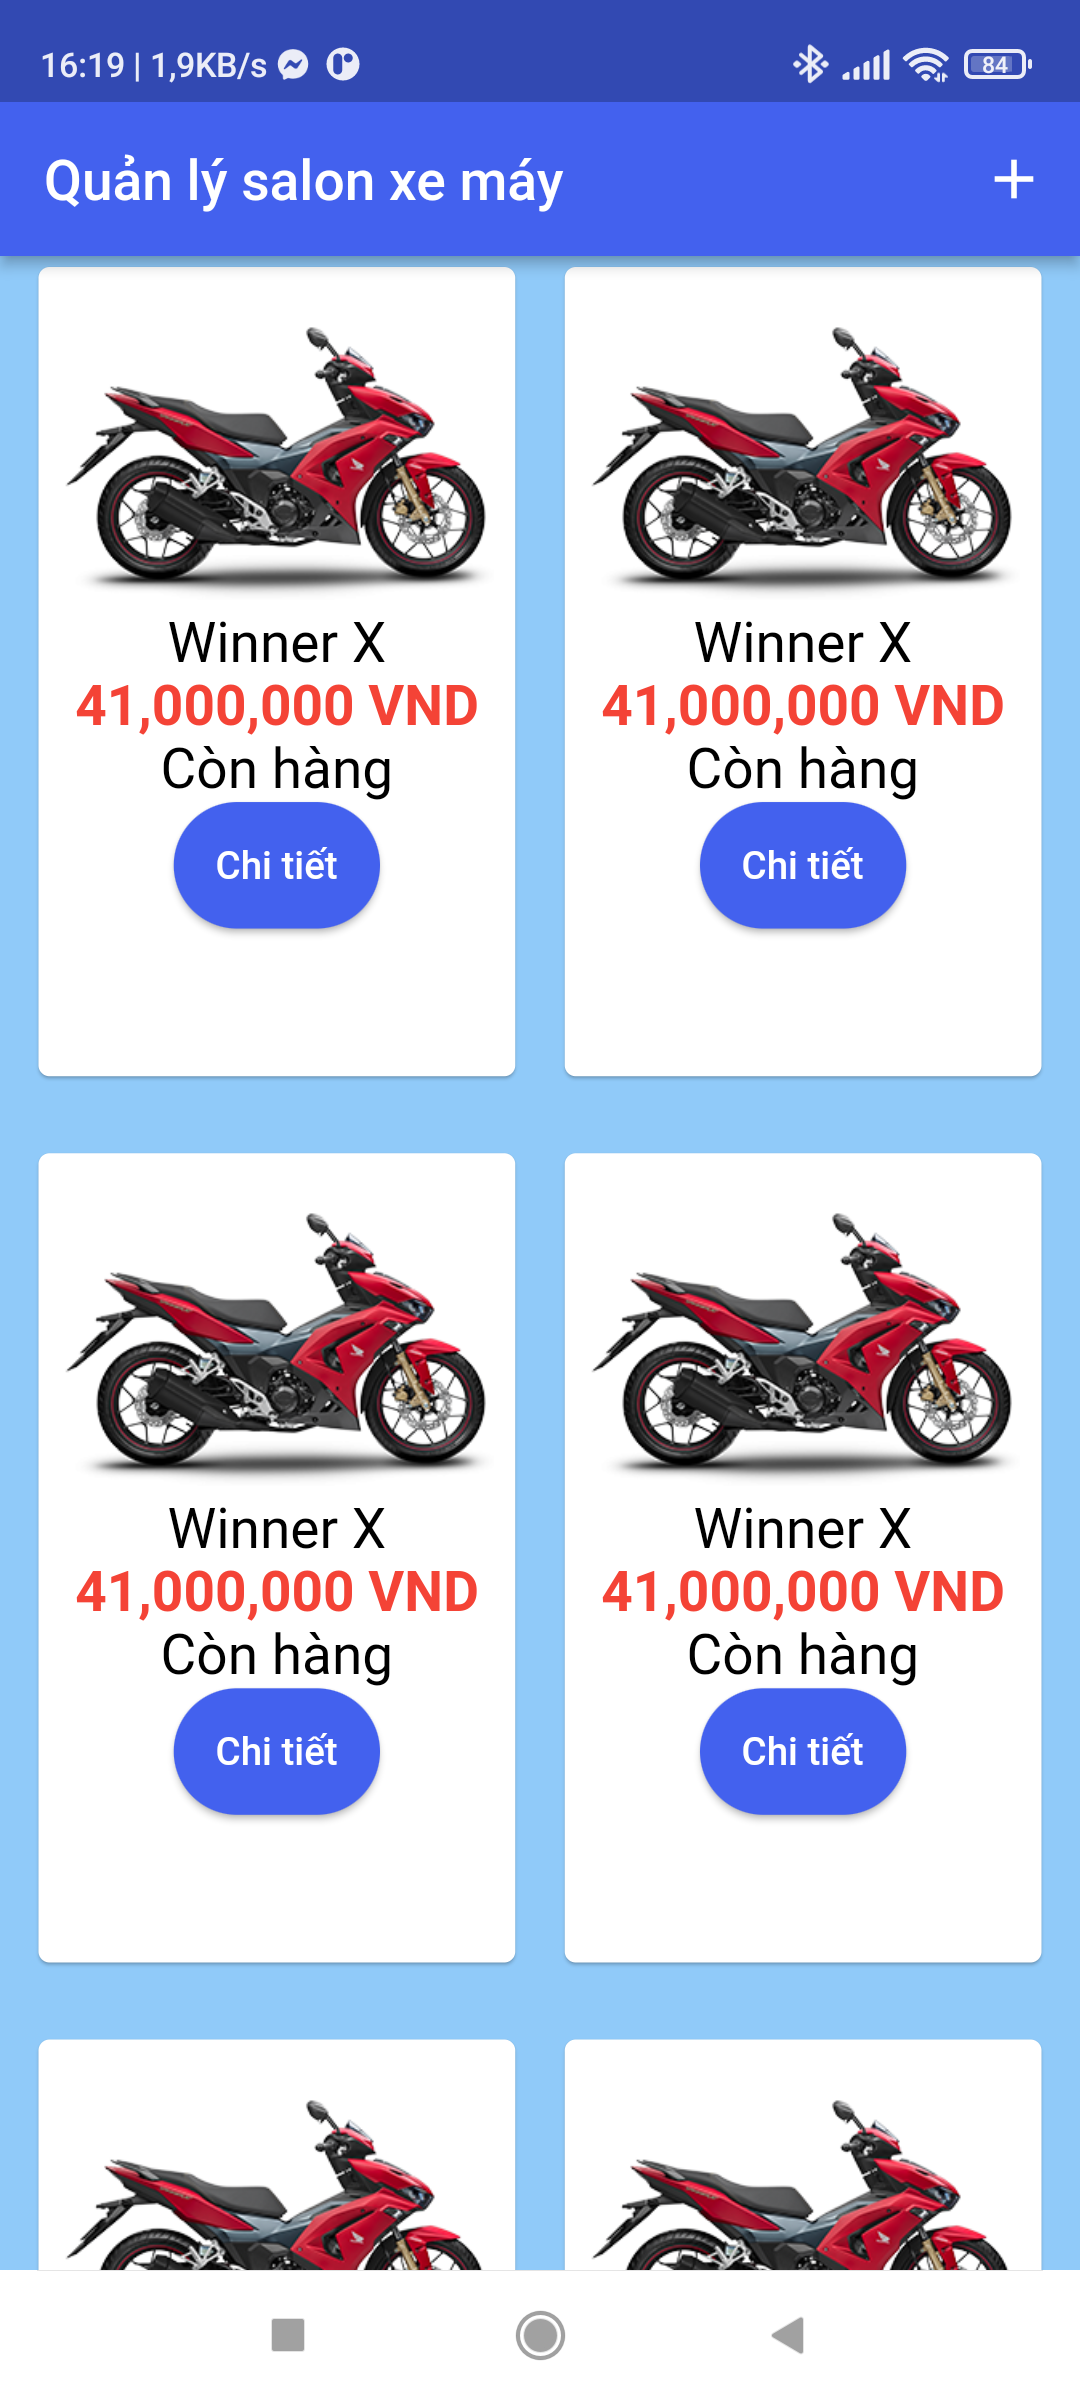 16:19 | 1,9KB/s
84
Quản lý salon xe máy
Winner X
41,000,000 VND
Còn hàng
Chi tiết
Winner X
41,000,000 VND
Còn hàng
Chi tiết
Winner X
41,000,000 VND
Còn hàng
Chi tiết
Winner X
41,000,000 VND
Còn hàng
Chi tiết